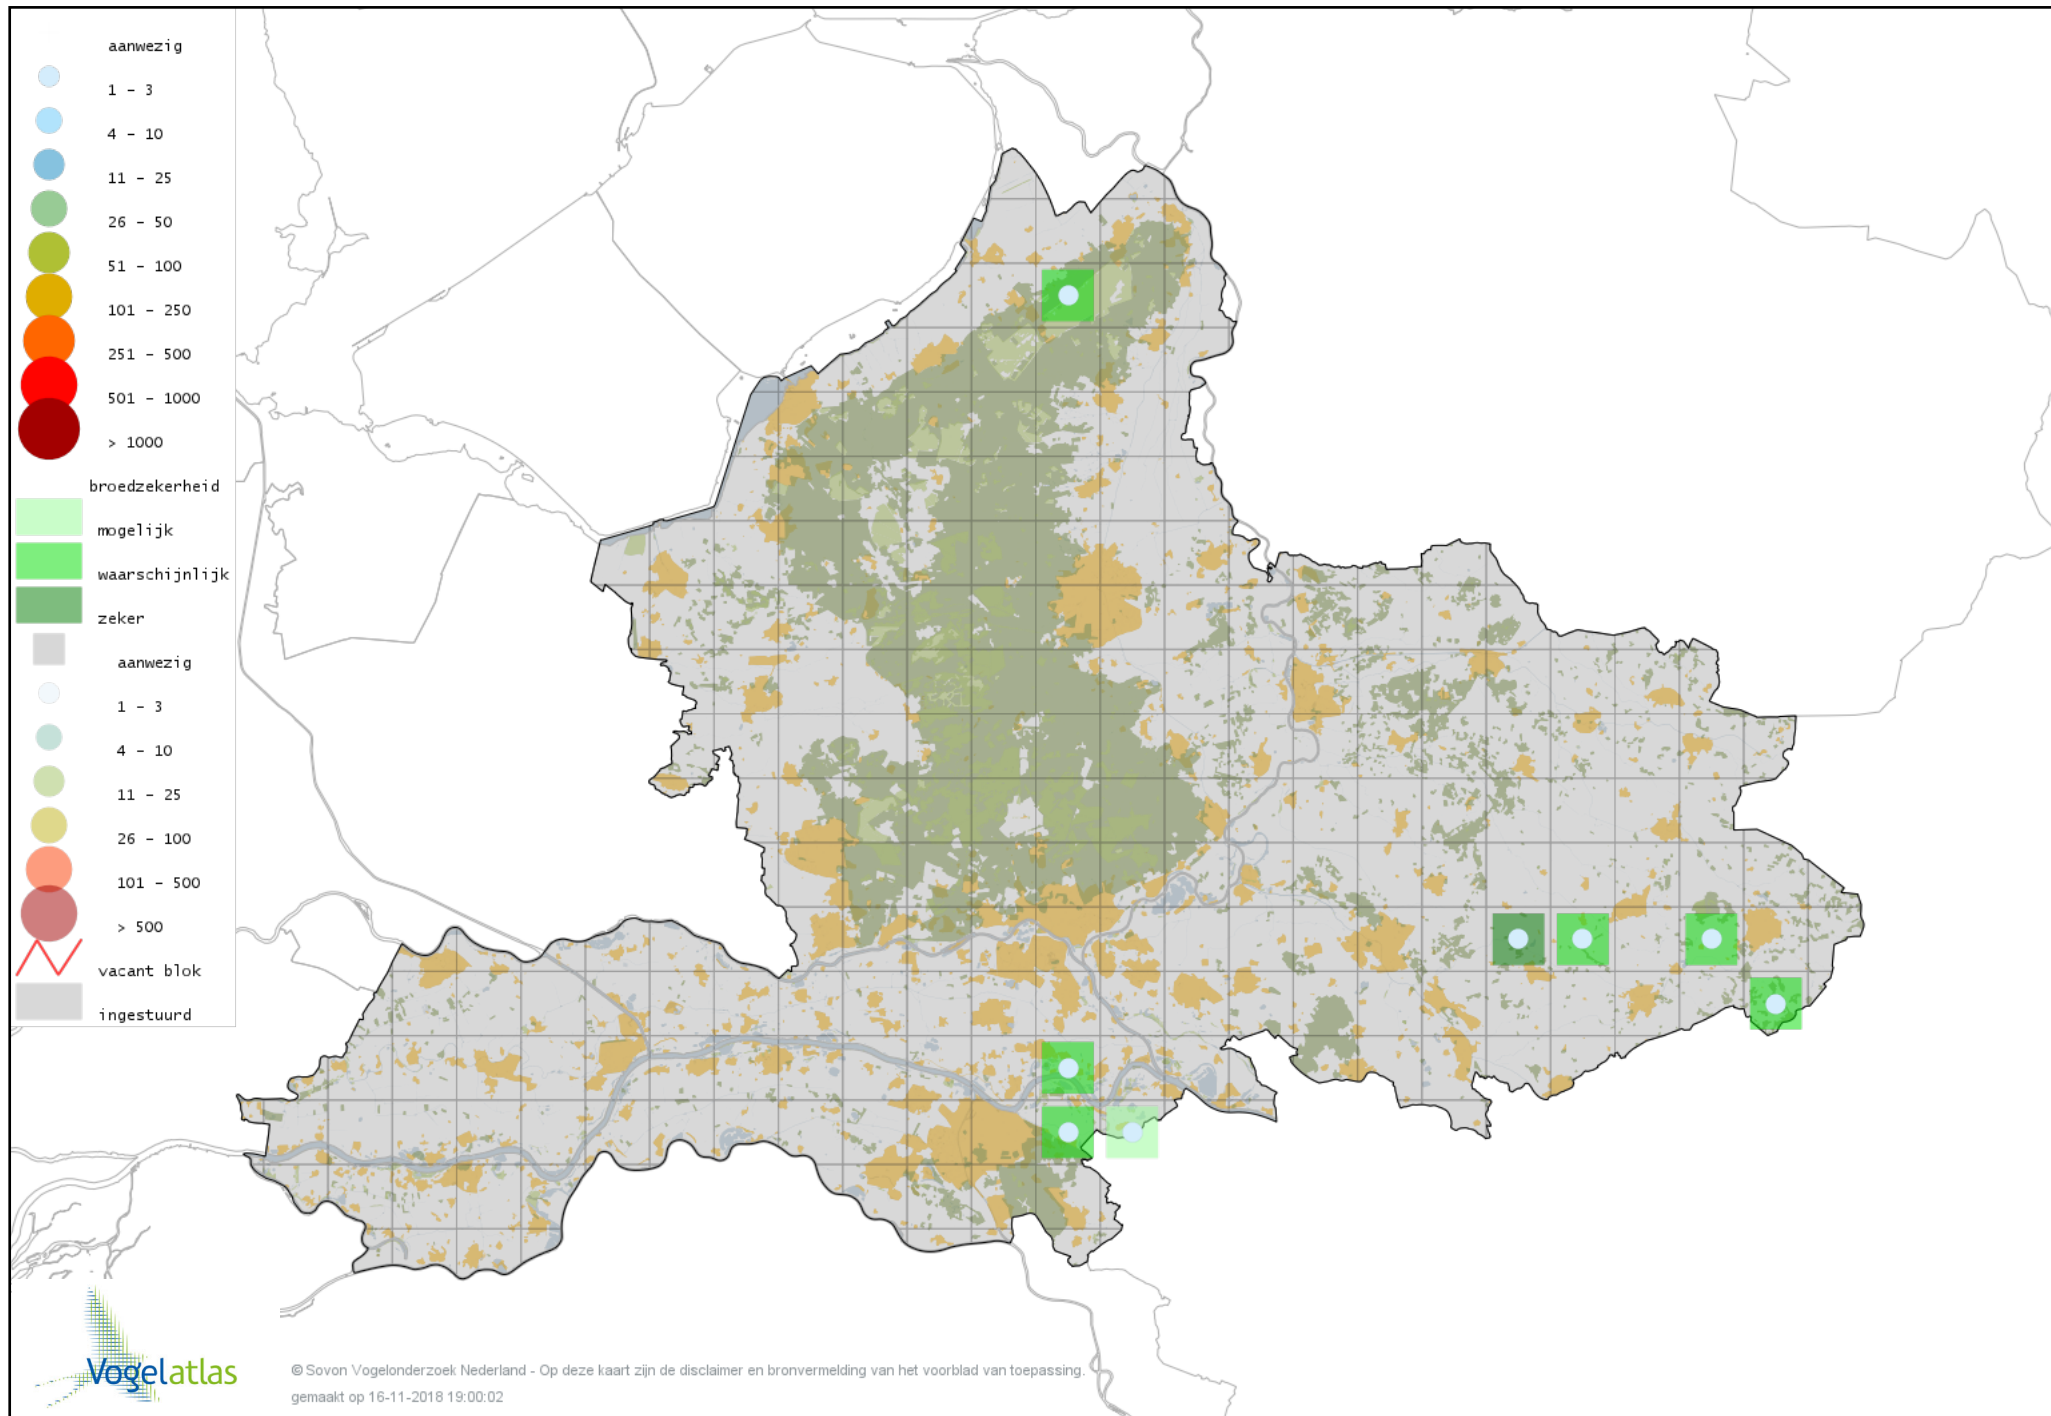 aanwezig
1 - 3
4 - 10
11 - 25
26 - 50
51 - 100
101 - 250
251 - 500
501 - 1000
> 1000
broedzekerheid
mogelijk
waarschijnlijk
zeker
aanwezig
1 - 3
4 - 10
11 - 25
26 - 100
101 - 500
> 500
vacant blok
ingestuurd
Vogelatlas
© Sovon Vogelonderzoek Nederland - Op deze kaart zijn de disclaimer en bronvermelding van het voorblad van toepassing.
gemaakt op 16-11-2018 19:00:02